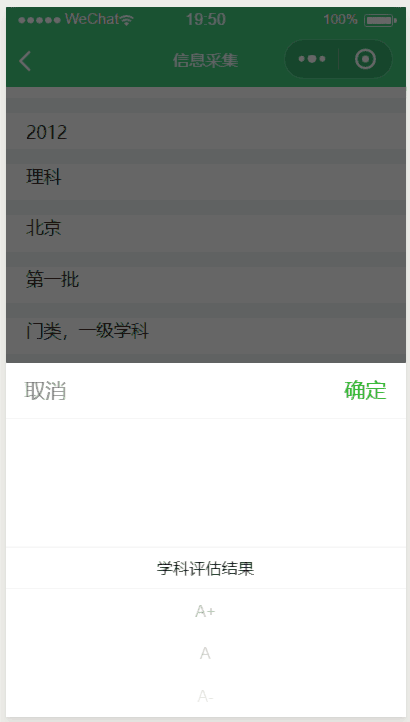 WeChat 19:50 100%
信息采集
2012
理科
北京
第一批
门类，一级学科
取消 确定
学科评估结果
A+
A
A-